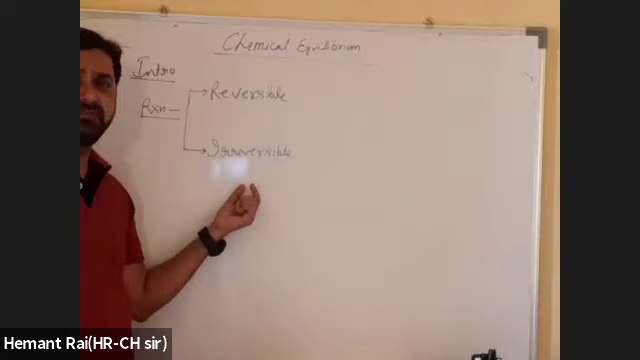 Chemical Equilibrium
Intro
Rxn - Reversible
Irreversible
Hemant Rai(HR-CH sir)